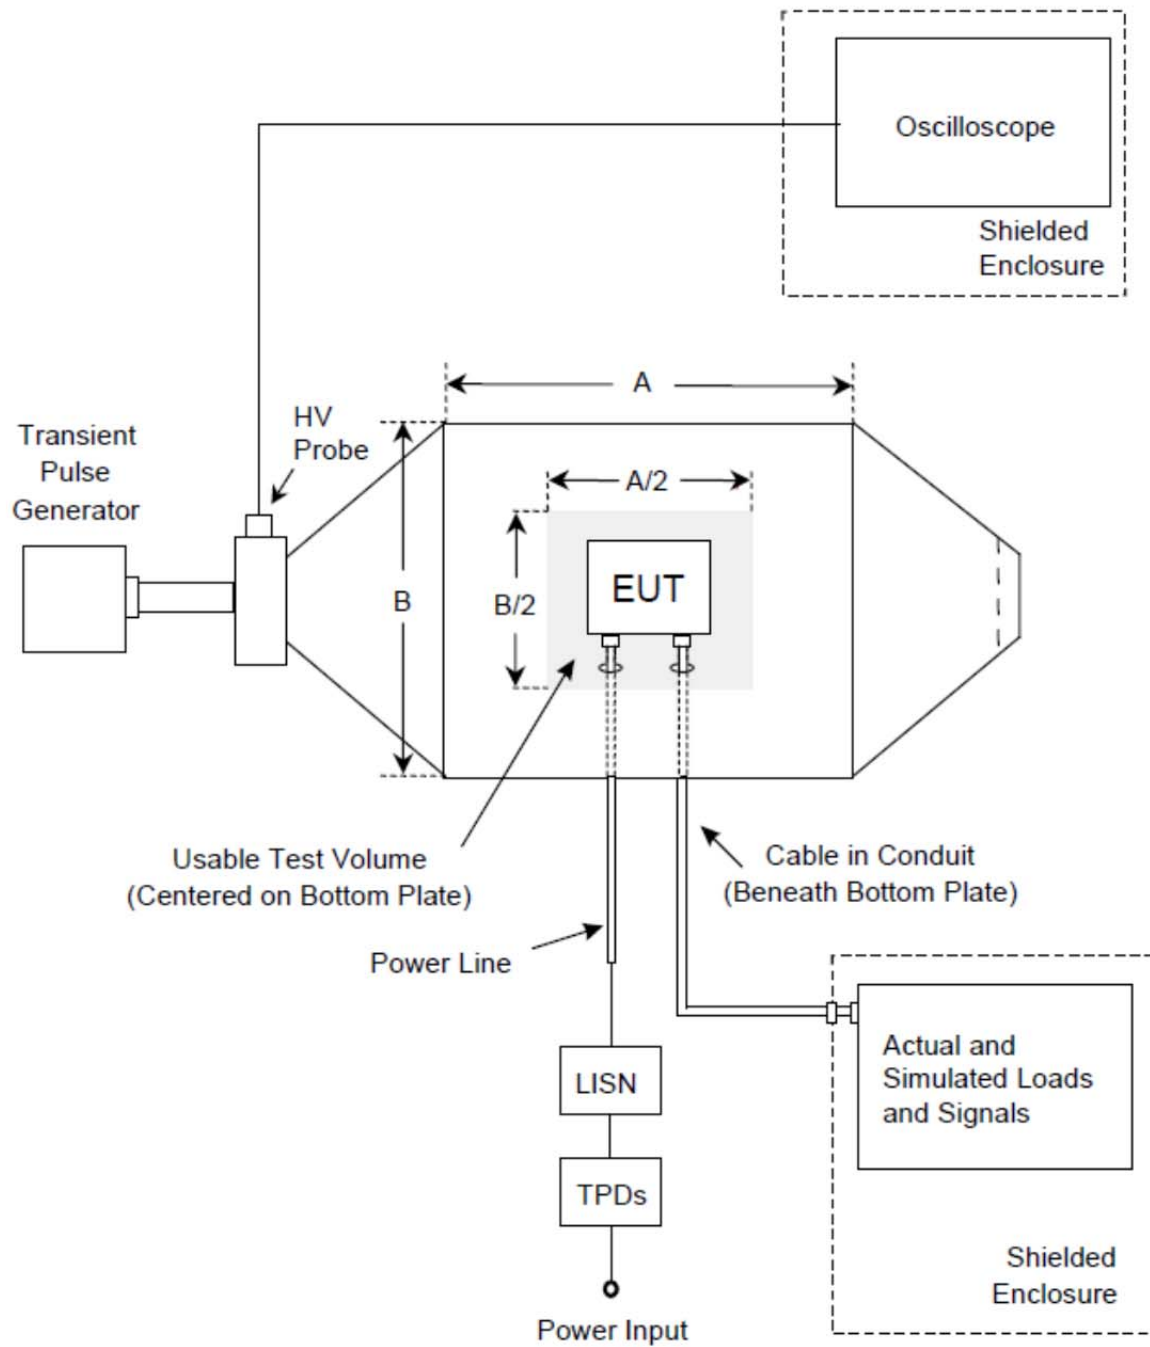 Oscilloscope
Shielded
Enclosure
A
HV
Probe
Transient
Pulse
Generator
A/2
B
B/2
EUT
Usable Test Volume
(Centered on Bottom Plate)
Cable in Conduit
(Beneath Bottom Plate)
Power Line
Actual and
Simulated Loads
and Signals
LISN
TPDs
Shielded
Enclosure
Power Input